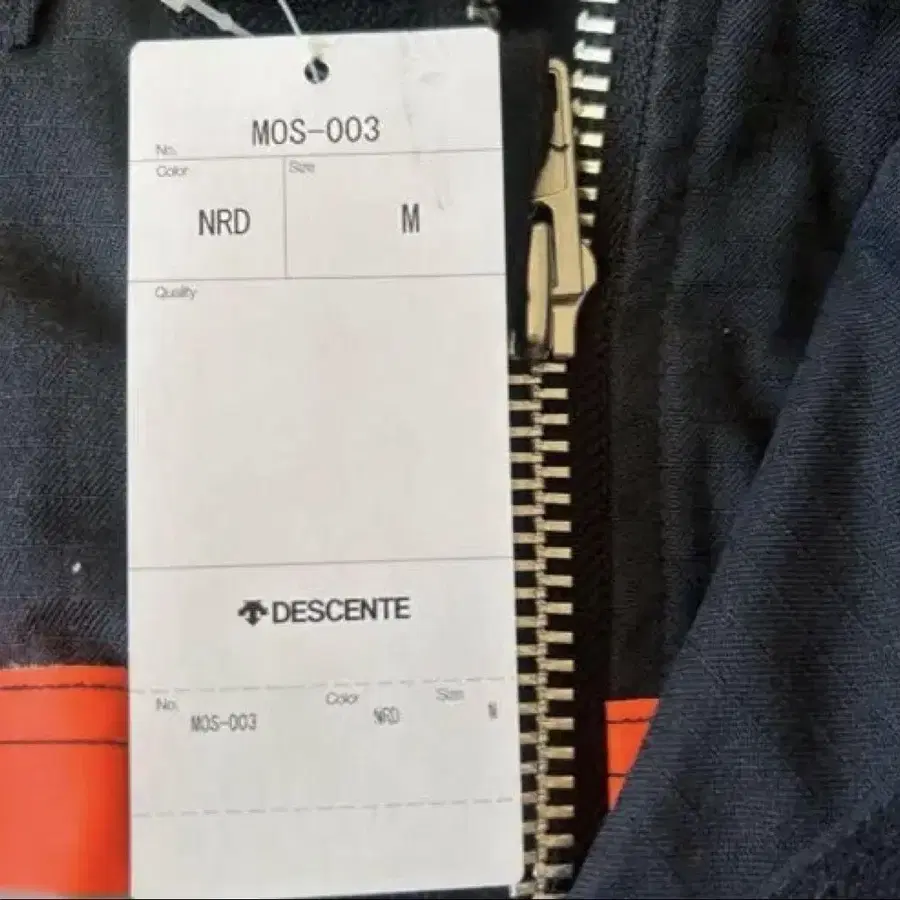 No. MOS-003
Color Size
NRD M
Quality
DESCENTE
No. Color Size
MOS-003 NRD M